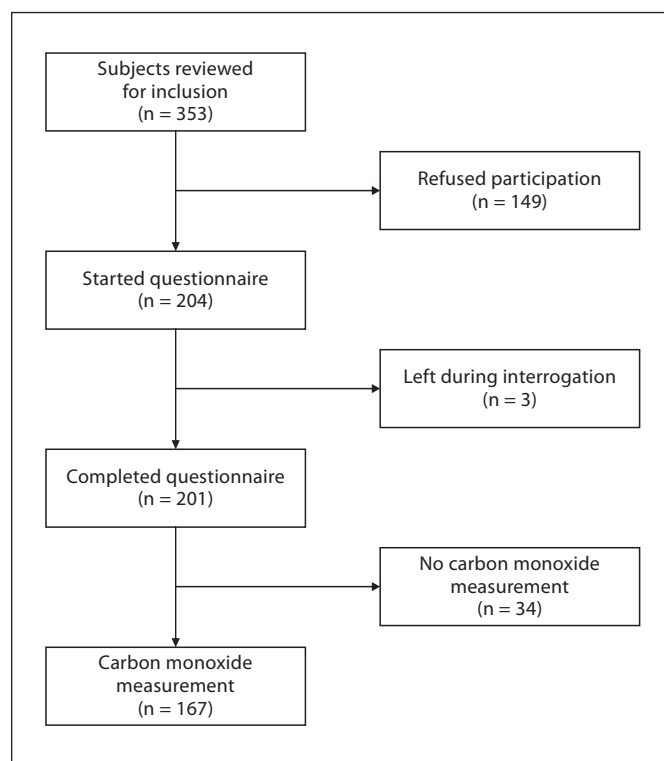 Subjects reviewed
for inclusion
(n = 353)
Refused participation
(n = 149)
Started questionnaire
(n = 204)
Left during interrogation
(n = 3)
Completed questionnaire
(n = 201)
No carbon monoxide
measurement
(n = 34)
Carbon monoxide
measurement
(n = 167)